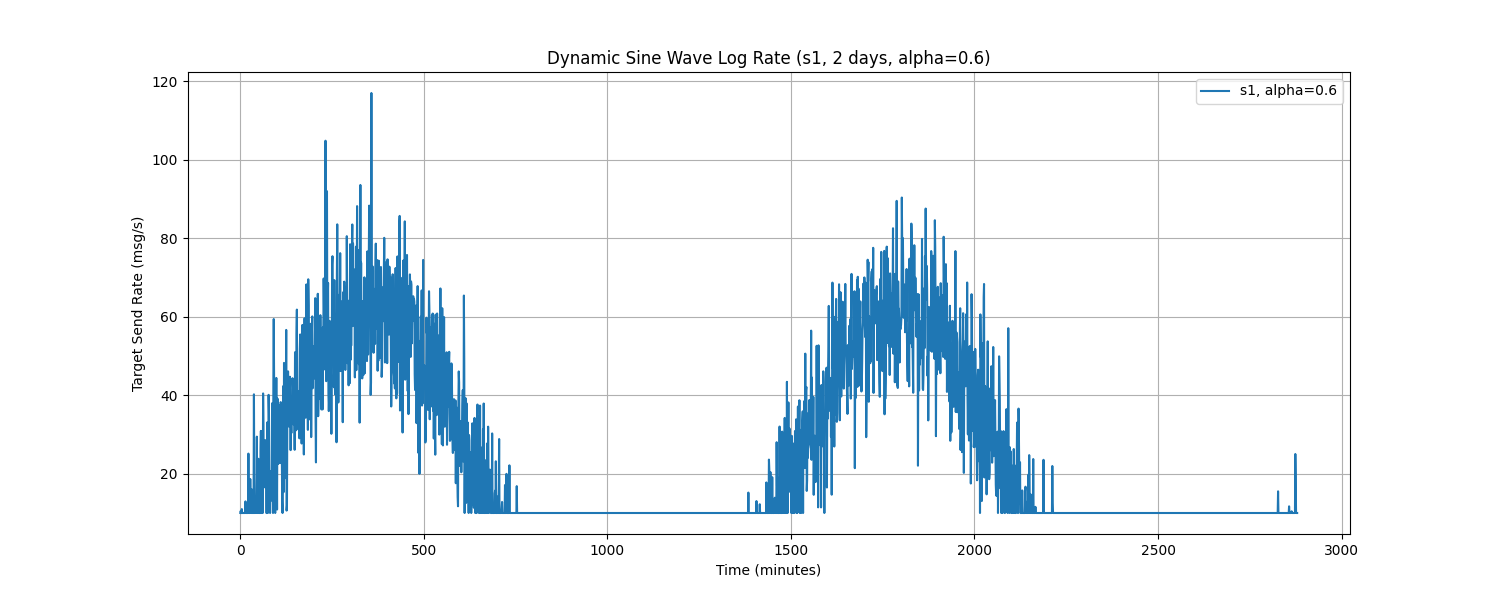 Dynamic Sine Wave Log Rate (s1, 2 days, alpha=0.6)
s1, alpha=0.6
Target Send Rate (msg/s)
120
100
80
60
40
20
0 500 1000 1500 2000 2500 3000
Time (minutes)